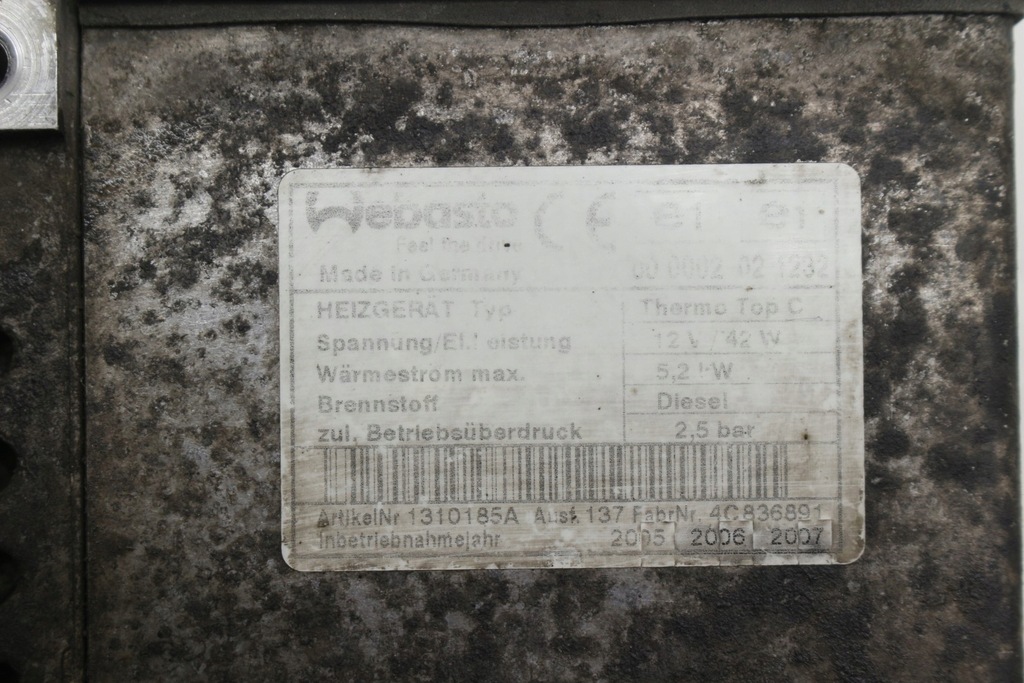 Webasto CE e1 e1
Feel the drive
Made in Germany 00 0002 02 1232
HEIZGERÄT Typ Thermo Top C
Spannung/El.Leistung 12 V / 42 W
Wärmestrom max. 5,2 kW
Brennstoff Diesel
zul. Betriebsüberdruck 2,5 bar
ArtikelNr 1310185A Ausf. 137 FabrNr. 4C836891
Inbetriebnahmejahr 2005 2006 2007